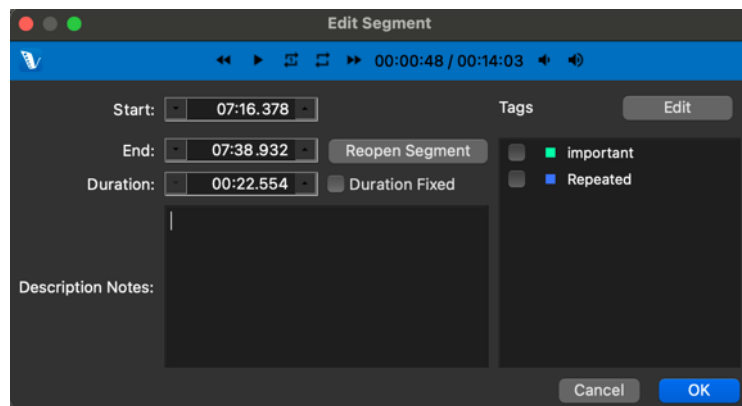 Edit Segment
00:00:48 / 00:14:03
Start: 07:16.378
Tags Edit
End: 07:38.932 Reopen Segment
important
Duration: 00:22.554 Duration Fixed
Repeated
Description Notes:
Cancel OK